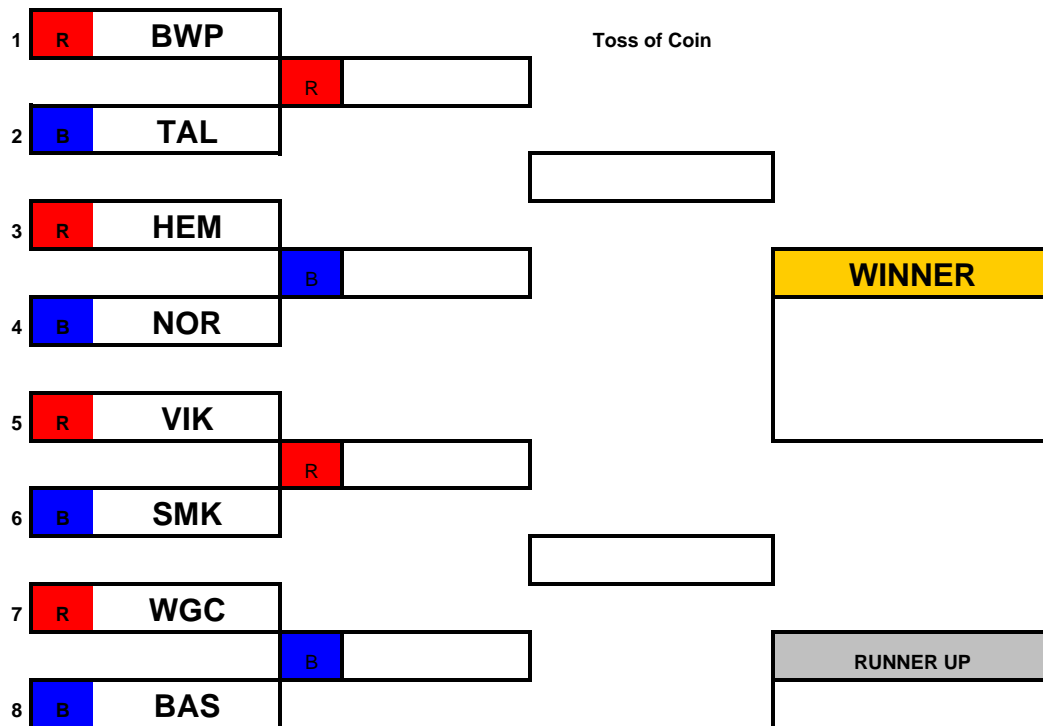 1 R BWP Toss of Coin
R
2 B TAL
3 R HEM
B WINNER
4 B NOR
5 R VIK
R
6 B SMK
7 R WGC
B RUNNER UP
8 B BAS